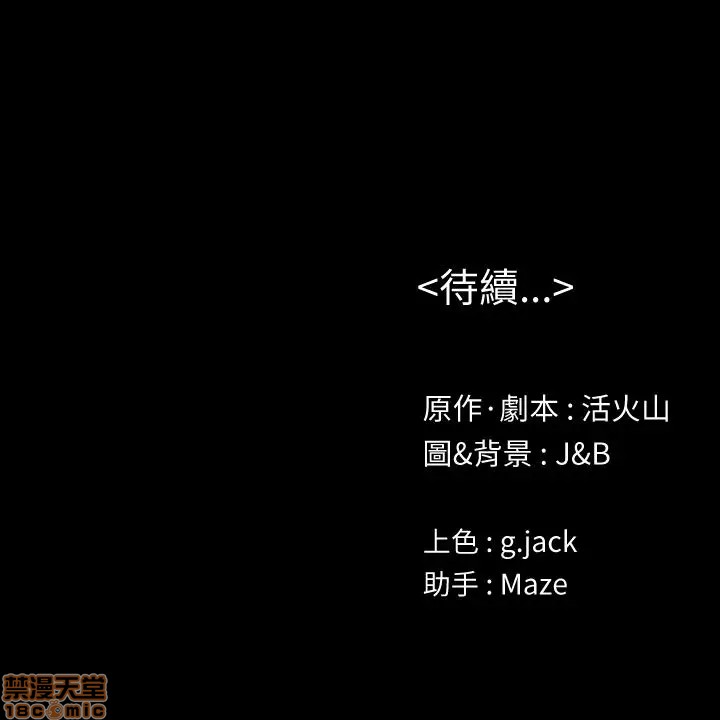 <待續...>
原作·劇本 : 活火山
圖&背景 : J&B
上色 : g.jack
助手 : Maze
禁漫天堂
18comic